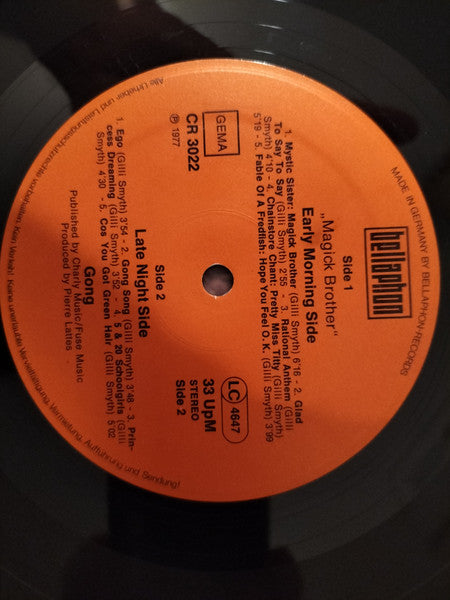 MADE IN GERMANY BY BELLAPHON-RECORDS
bellaphon
Side 1
„Magick Brother“
Early Morning Side
1. Mystic Sister: Magick Brother (Gilli Smyth) 6'16 - 2. Glad
To Say To Say (Gilli Smyth) - 3. Rational Anthem (Gilli
Smyth) 4'10 - 4. Chainstore Chant: Pretty Miss Titty (Gilli Smyth)
5'19 - 5. Fable Of A Fredfish: Hope You Feel O.K. (Gilli Smyth) 3'99
GEMA
CR 3022
Ⓟ 1977
LC 4647
33 UpM
STEREO
Side 2
Side 2
Late Night Side
1. Ego (Gilli Smyth) 3'54 - 2. Gong Song (Gilli Smyth) 3'48 - 3. Prin-
cess Dreaming (Gilli Smyth) 3'52 - 4. 5 & 20 Schoolgirls (Gilli
Smyth) 4'30 - 5. Cos You Got Green Hair (Gilli Smyth) 5'02
Gong
Published by Charly Music/Fuse Music
Produced by Pierre Lattes
Alle Urheber und Leistungsschutzrechte vorbehalten. Kein Verleih! Keine unerlaubte Vervielfältigung, Vermietung, Aufführung und Sendung!